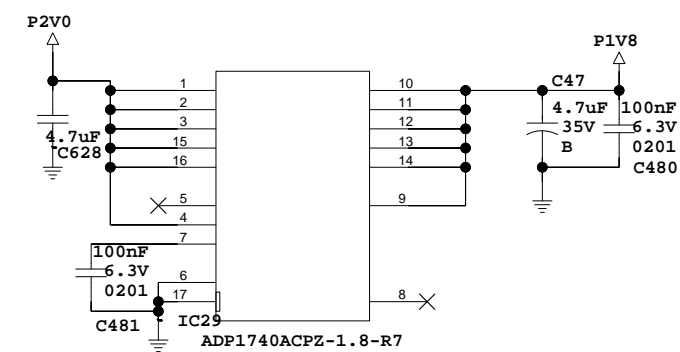 P2V0
P1V8
1
10
C47
2
11
4.7uF
100nF
3
12
35V
6.3V
4.7uF
15
13
B
0201
C628
16
14
C480
5
9
4
7
100nF
6.3V
6
0201
17
8
C481
IC29
ADP1740ACPZ-1.8-R7